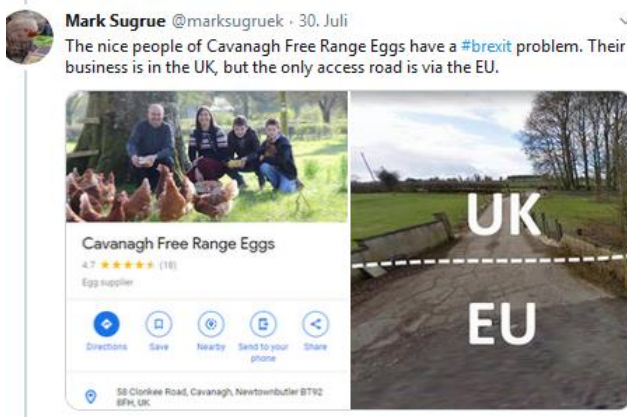 Mark Sugrue @marksugruek · 30. Juli
The nice people of Cavanagh Free Range Eggs have a #brexit problem. Their
business is in the UK, but the only access road is via the EU.
Cavanagh Free Range Eggs
4.7 ★★★★★ (18)
Egg supplier
Directions
Save
Nearby
Send to your
phone
Share
58 Clonkee Road, Cavanagh, Newtownbutler BT92
8FH, UK
UK
EU